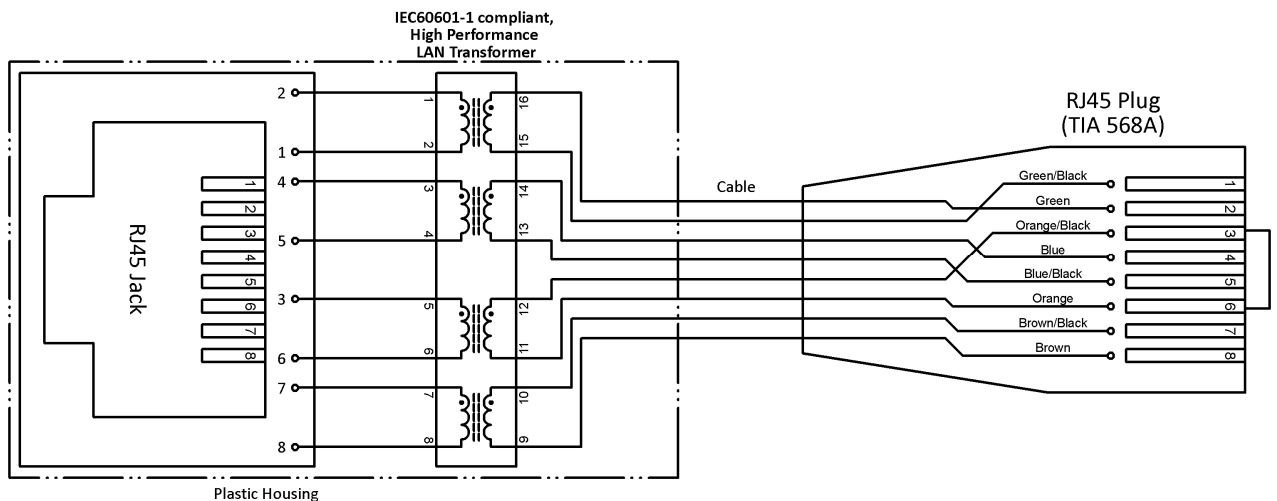 IEC60601-1 compliant,
High Performance
LAN Transformer
RJ45 Plug
(TIA 568A)
Cable
RJ45 Jack
1
2
3
4
5
6
7
8
2
1
4
5
3
6
7
8
1
2
3
4
5
6
7
8
16
15
14
13
12
11
10
9
Green/Black
Green
Orange/Black
Blue
Blue/Black
Orange
Brown/Black
Brown
1
2
3
4
5
6
7
8
Plastic Housing